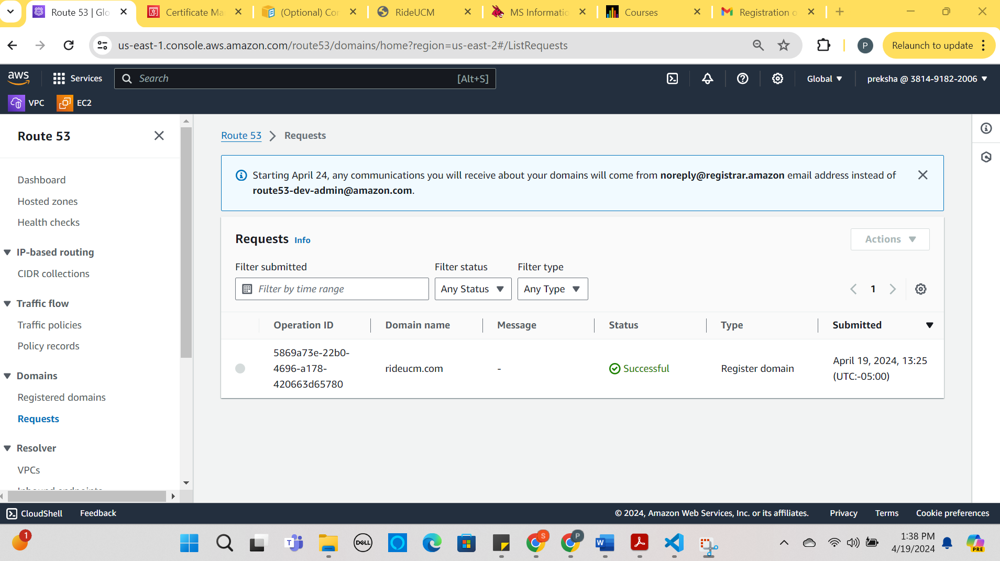 Route 53 | Glo
Certificate Ma
(Optional) Cor
RideUCM
MS Informatio
Courses
Registration o
us-east-1.console.aws.amazon.com/route53/domains/home?region=us-east-2#/ListRequests
P
Relaunch to update
aws
Services
Search
[Alt+S]
Global
preksha @ 3814-9182-2006
VPC
EC2
Route 53
Dashboard
Hosted zones
Health checks
IP-based routing
CIDR collections
Traffic flow
Traffic policies
Policy records
Domains
Registered domains
Requests
Resolver
VPCs
Inbound endpoints
Route 53
Requests
Starting April 24, any communications you will receive about your domains will come from noreply@registrar.amazon email address instead of
route53-dev-admin@amazon.com.
Requests Info
Actions
Filter submitted
Filter status
Filter type
Filter by time range
Any Status
Any Type
1
Operation ID
Domain name
Message
Status
Type
Submitted
5869a73e-22b0-
4696-a178-
420663d65780
rideucm.com
-
Successful
Register domain
April 19, 2024, 13:25
(UTC:-05:00)
CloudShell
Feedback
© 2024, Amazon Web Services, Inc. or its affiliates.
Privacy
Terms
Cookie preferences
1
T
DELL
S
P
W
1:38 PM
4/19/2024
PRE